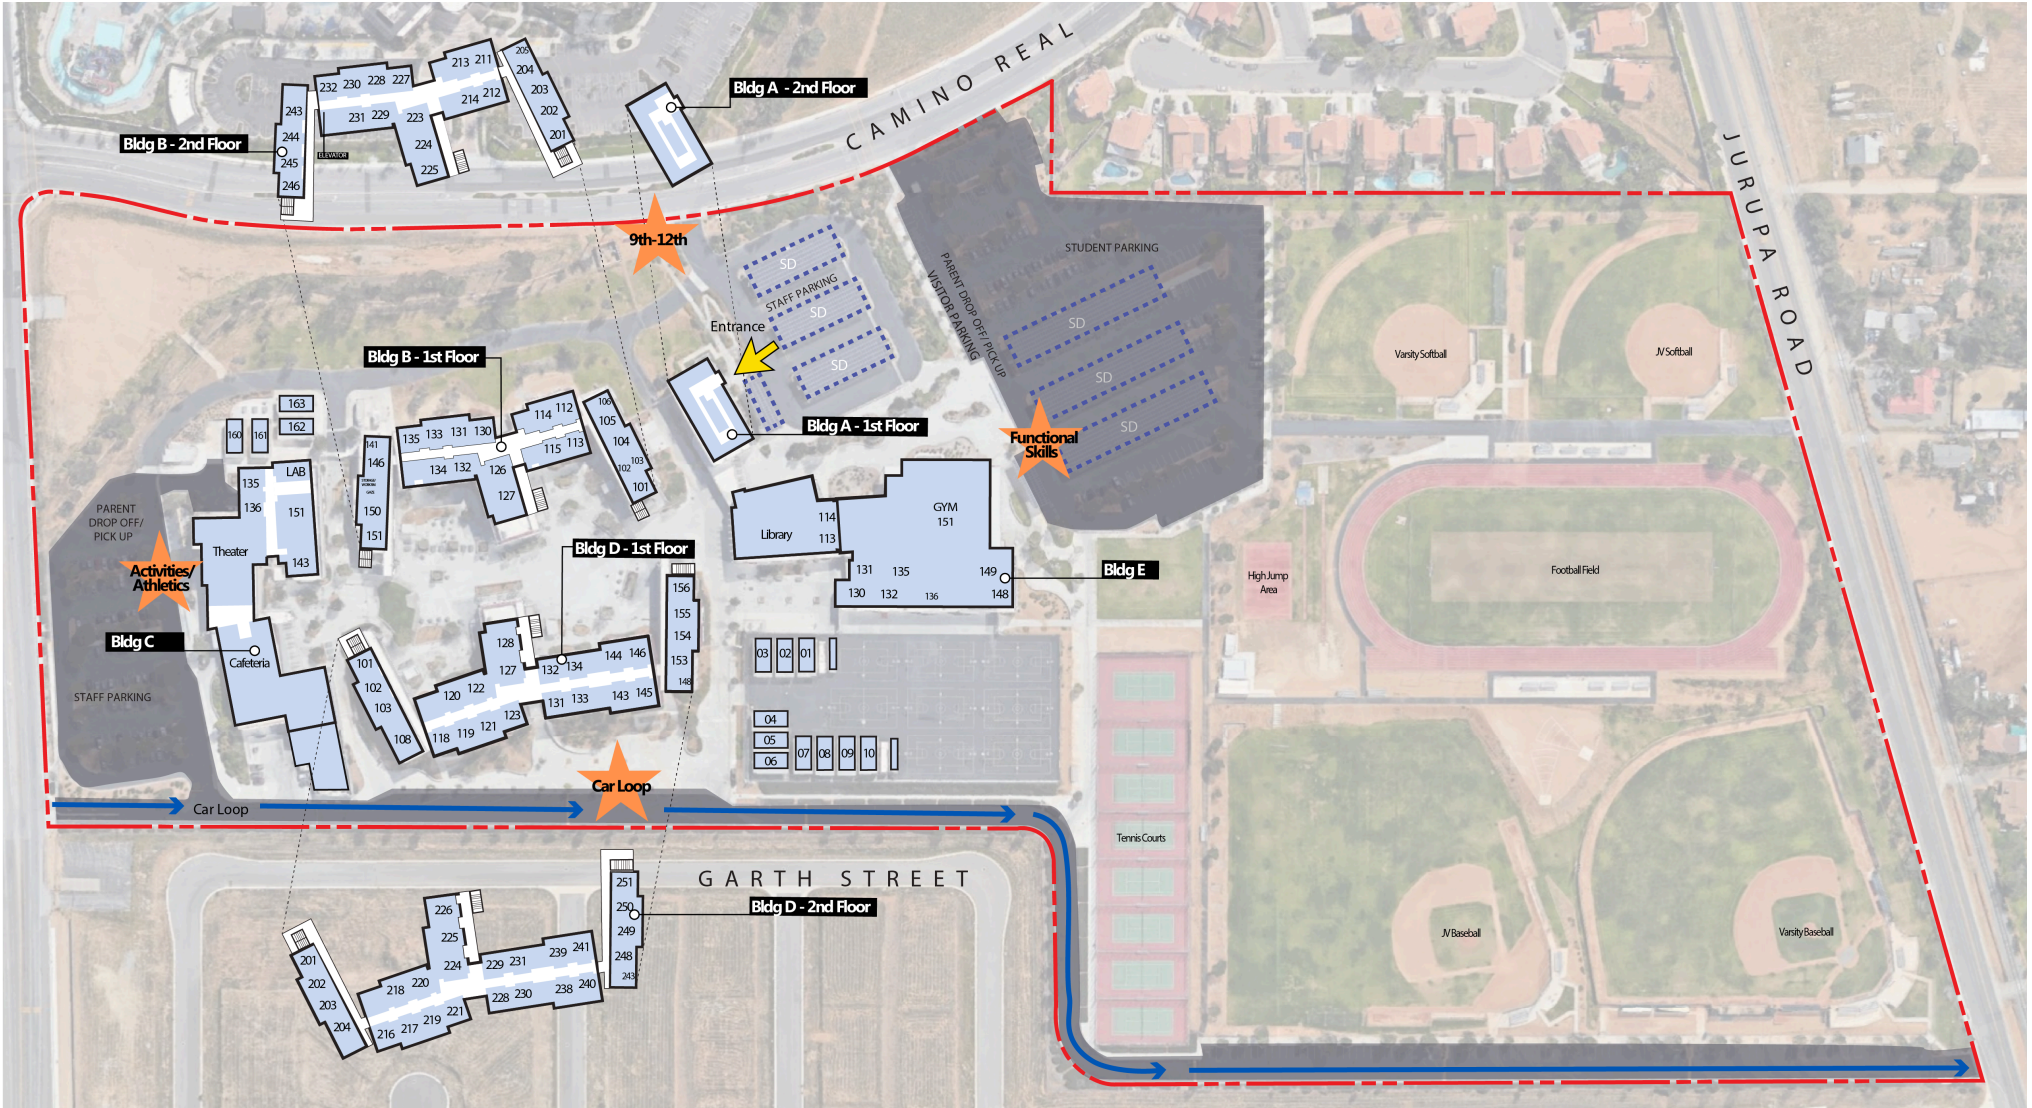 CAMINO REAL
JURUPA ROAD
Bldg A - 2nd Floor
Bldg B - 2nd Floor
243
244
245
246
232
230
228
227
231
229
223
224
225
ELEVATOR
213
211
214
212
205
204
203
202
201
9th-12th
SD
STAFF PARKING
SD
SD
Entrance
STUDENT PARKING
PARENT DROP OFF/ PICK UP
VISITOR PARKING
SD
SD
SD
Functional
Skills
Varsity Softball
JV Softball
Bldg B - 1st Floor
Bldg A - 1st Floor
163
162
160
161
141
146
150
151
135
133
131
130
134
132
126
127
114
112
115
113
106
105
104
103
102
101
LAB
135
136
151
143
Theater
PARENT
DROP OFF/
PICK UP
Activities/
Athletics
Bldg C
Cafeteria
STAFF PARKING
Library
114
113
GYM
151
131
135
149
130
132
136
148
Bldg E
High Jump
Area
Football Field
Bldg D - 1st Floor
156
155
154
153
148
101
102
103
108
128
127
120
122
118
119
121
123
132
134
144
146
131
133
143
145
03
02
01
04
05
06
07
08
09
10
Car Loop
Car Loop
Tennis Courts
GARTH STREET
Bldg D - 2nd Floor
251
250
249
248
243
226
225
224
229
231
239
241
228
230
238
240
218
220
216
217
219
221
201
202
203
204
JV Baseball
Varsity Baseball